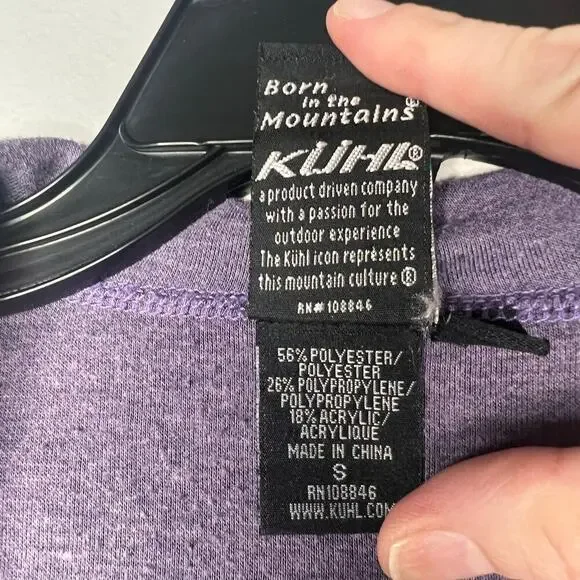 Born
in the
Mountains®
KÜHL®
a product driven company
with a passion for the
outdoor experience
The Kühl icon represents
this mountain culture ®
RN# 108846
56% POLYESTER/
POLYESTER
26% POLYPROPYLENE/
POLYPROPYLENE
18% ACRYLIC/
ACRYLIQUE
MADE IN CHINA
S
RN108846
WWW.KUHL.COM